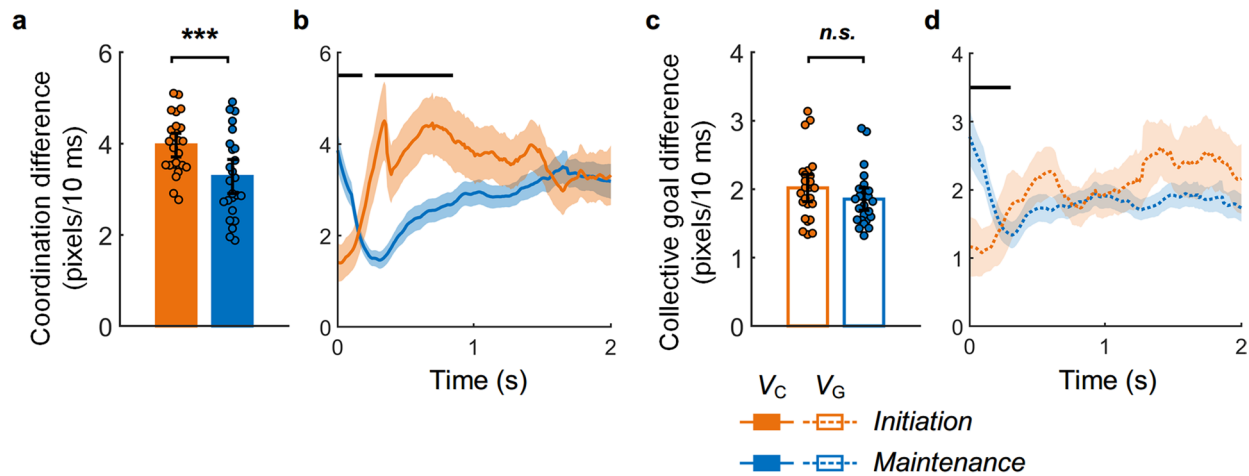 a
***
Coordination difference
(pixels/10 ms)
6
4
2
0
b
6
4
2
0
0
1
2
Time (s)
c
n.s.
Collective goal difference
(pixels/10 ms)
4
3
2
1
0
d
4
3
2
1
0
0
1
2
Time (s)
VC VG
Initiation
Maintenance